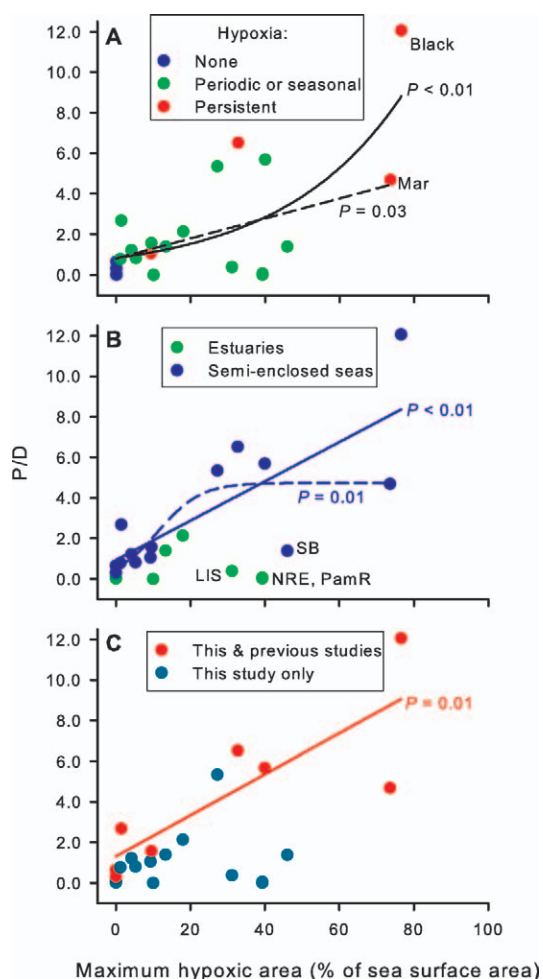 A
Hypoxia:
None
Periodic or seasonal
Persistent
12.0
10.0
8.0
6.0
4.0
2.0
0.0
Black
P < 0.01
Mar
P = 0.03
B
Estuaries
Semi-enclosed seas
12.0
10.0
8.0
6.0
4.0
2.0
0.0
P < 0.01
P = 0.01
SB
LIS
NRE, PamR
P/D
C
This & previous studies
This study only
12.0
10.0
8.0
6.0
4.0
2.0
0.0
P = 0.01
0 20 40 60 80 100
Maximum hypoxic area (% of sea surface area)